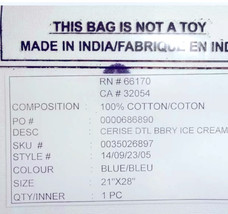 THIS BAG IS NOT A TOY
MADE IN INDIA/FABRIQUE EN IND
RN # 66170
CA # 32054
COMPOSITION : 100% COTTON/COTON
PO # : 0000686890
DESC : CERISE DTL BBRY ICE CREAM
SKU # : 0035026897
STYLE # : 14/09/23/05
COLOUR : BLUE/BLEU
SIZE : 21"X28"
QTY/INNER : 1 PC